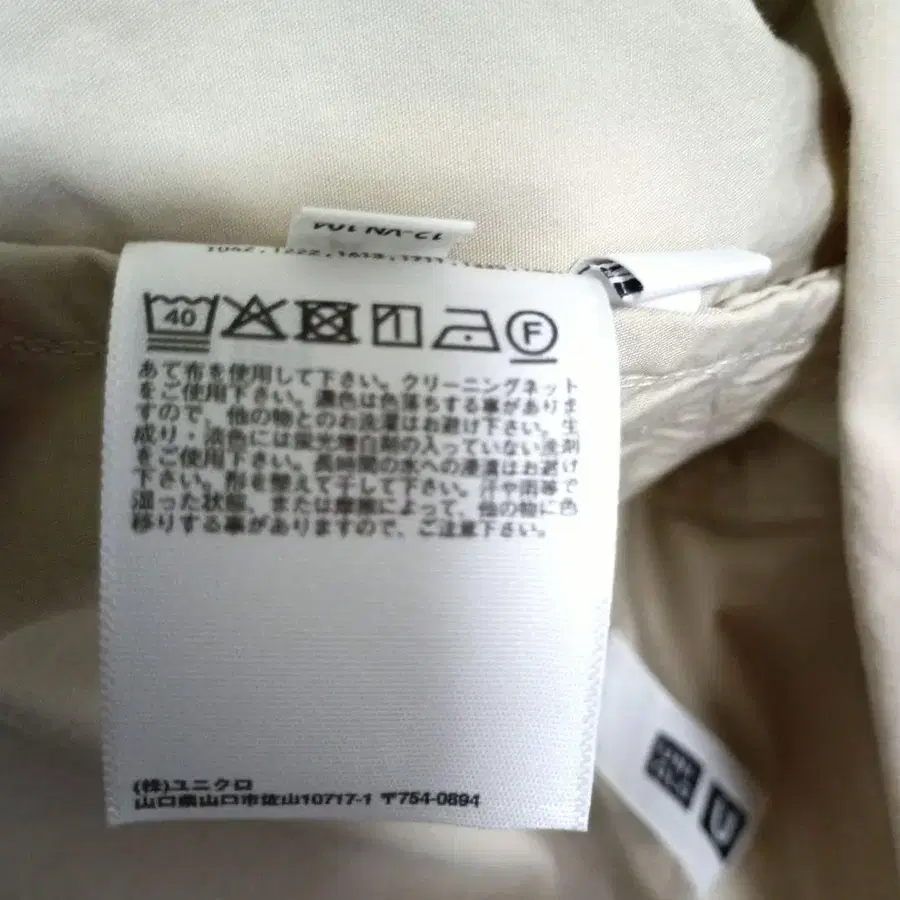 12-VN 104
40
F
あて布を使用して下さい。クリーニングネット
をご使用下さい。濃色は色落ちする事がありま
すので、他の物とのお洗濯はお避け下さい。生
成り・淡色には蛍光増白剤の入っていない洗剤
をご使用下さい。長時間の水への浸漬はお避け
下さい。形を整えて干して下さい。汗や雨等で
湿った状態、または摩擦によって、他の物に色
移りする事がありますので、ご注意下さい。
(株)ユニクロ
山口県山口市佐山10717-1 〒754-0894
U